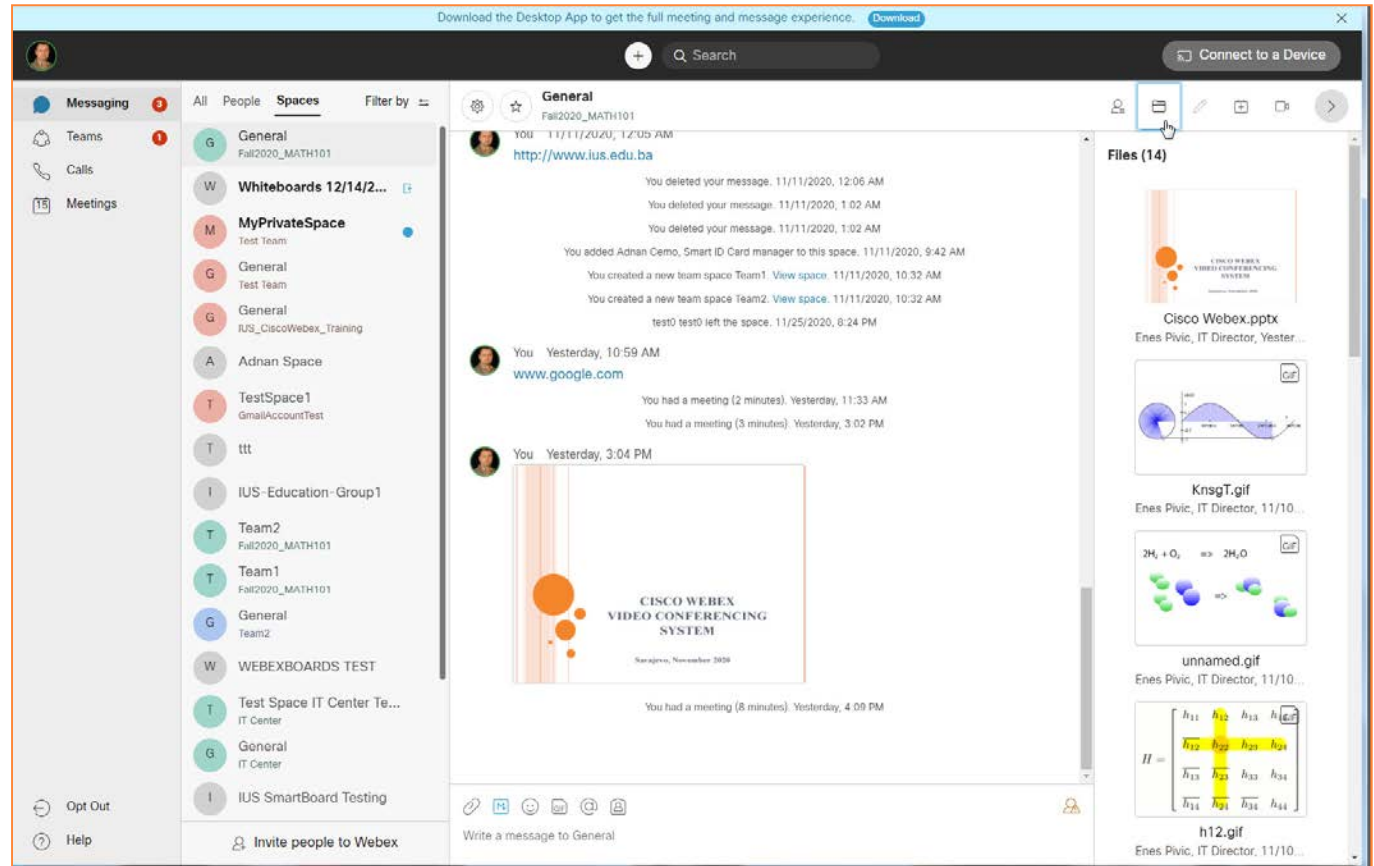 Download the Desktop App to get the full meeting and message experience. Download
Search
Connect to a Device
Messaging 3
Teams 1
Calls
15 Meetings
Opt Out
Help
All People Spaces Filter by
G General
Fall2020_MATH101
W Whiteboards 12/14/2...
M MyPrivateSpace
Test Team
G General
Test Team
G General
IUS_CiscoWebex_Training
A Adnan Space
T TestSpace1
GmailAccountTest
T ttt
I IUS-Education-Group1
T Team2
Fall2020_MATH101
T Team1
Fall2020_MATH101
G General
Team2
W WEBEXBOARDS TEST
T Test Space IT Center Te...
IT Center
G General
IT Center
I IUS SmartBoard Testing
Invite people to Webex
General
Fall2020_MATH101
You 11/11/2020, 12:05 AM
http://www.ius.edu.ba
You deleted your message. 11/11/2020, 12:06 AM
You deleted your message. 11/11/2020, 1:02 AM
You deleted your message. 11/11/2020, 1:02 AM
You added Adnan Cemo, Smart ID Card manager to this space. 11/11/2020, 9:42 AM
You created a new team space Team1. View space. 11/11/2020, 10:32 AM
You created a new team space Team2. View space. 11/11/2020, 10:32 AM
test0 test0 left the space. 11/25/2020, 8:24 PM
You Yesterday, 10:59 AM
www.google.com
You had a meeting (2 minutes). Yesterday, 11:33 AM
You had a meeting (3 minutes). Yesterday, 3:02 PM
You Yesterday, 3:04 PM
CISCO WEBEX
VIDEO CONFERENCING
SYSTEM
Sarajevo, November 2020
You had a meeting (8 minutes). Yesterday, 4:09 PM
M GIF @
Write a message to General
Files (14)
CISCO WEBEX
VIDEO CONFERENCING
SYSTEM
Sarajevo, November 2020
Cisco Webex.pptx
Enes Pivic, IT Director, Yester...
GIF
KnsgT.gif
Enes Pivic, IT Director, 11/10...
GIF
2H₂ + O₂ => 2H₂O
=>
unnamed.gif
Enes Pivic, IT Director, 11/10...
GIF
h₁₁ h₁₂ h₁₃
h₁₂ h₂₂ h₂₃ h₂₄
H =
h₁₃ h₂₃ h₃₃ h₃₄
h₁₄ h₂₄ h₃₄ h₄₄
h12.gif
Enes Pivic, IT Director, 11/10...